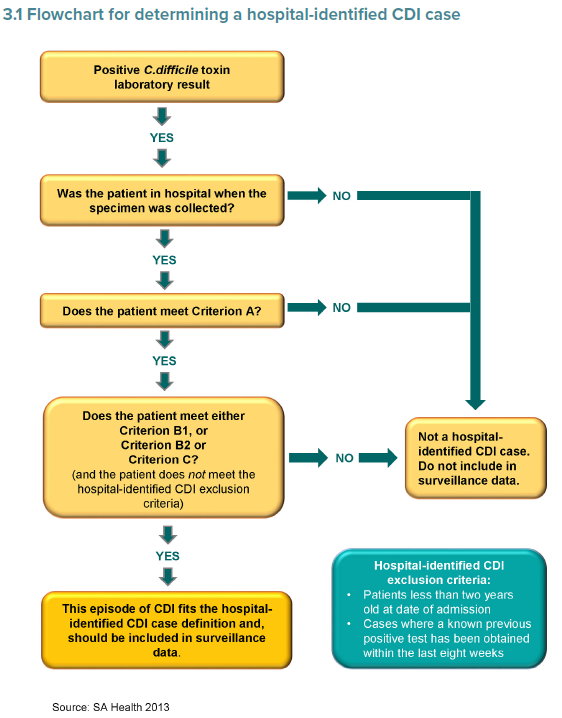 3.1 Flowchart for determining a hospital-identified CDI case
Positive C.difficile toxin
laboratory result
YES
Was the patient in hospital when the
specimen was collected?
NO
YES
Does the patient meet Criterion A?
NO
YES
Does the patient meet either
Criterion B1, or
Criterion B2 or
Criterion C?
(and the patient does not meet the
hospital-identified CDI exclusion
criteria)
NO
Not a hospital-
identified CDI case.
Do not include in
surveillance data.
YES
This episode of CDI fits the hospital-
identified CDI case definition and,
should be included in surveillance
data.
Hospital-identified CDI
exclusion criteria:
• Patients less than two years
old at date of admission
• Cases where a known previous
positive test has been obtained
within the last eight weeks
Source: SA Health 2013